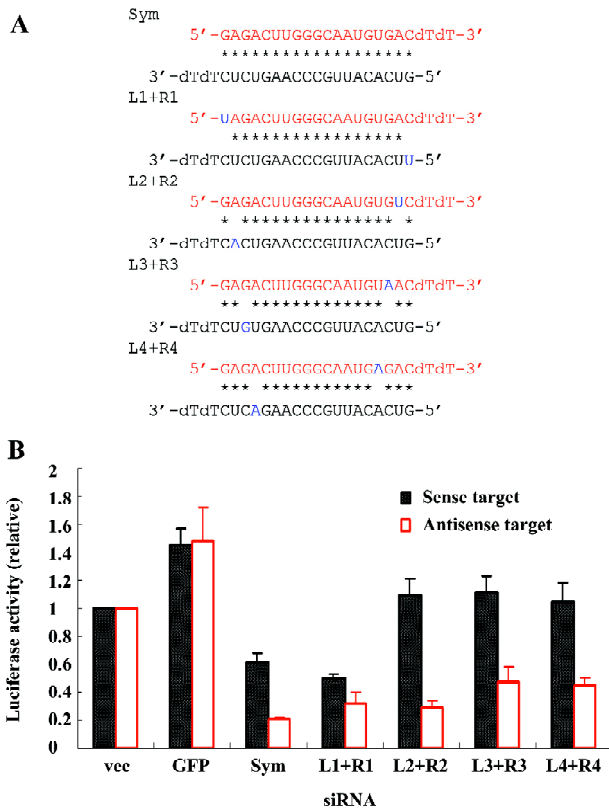 A
Sym
5'-GAGACUUGGGCAAUGUGACdTdT-3'
*******************
3'-dTdTCUCUGAACCCGUUACACUG-5'
L1+R1
5'-UAGACUUGGGCAAUGUGACdTdT-3'
*****************
3'-dTdTCUCUGAACCCGUUACACUU-5'
L2+R2
5'-GAGACUUGGGCAAUGUGUCdTdT-3'
* *************** *
3'-dTdTCACUGAACCCGUUACACUG-5'
L3+R3
5'-GAGACUUGGGCAAUGUAACdTdT-3'
** ************* **
3'-dTdTCUGUGAACCCGUUACACUG-5'
L4+R4
5'-GAGACUUGGGCAAUGAGACdTdT-3'
*** *********** ***
3'-dTdTCUCAGAACCCGUUACACUG-5'
B
Luciferase activity (relative)
2
1.8
1.6
1.4
1.2
1
0.8
0.6
0.4
0.2
0
Sense target
Antisense target
vec GFP Sym L1+R1 L2+R2 L3+R3 L4+R4
siRNA